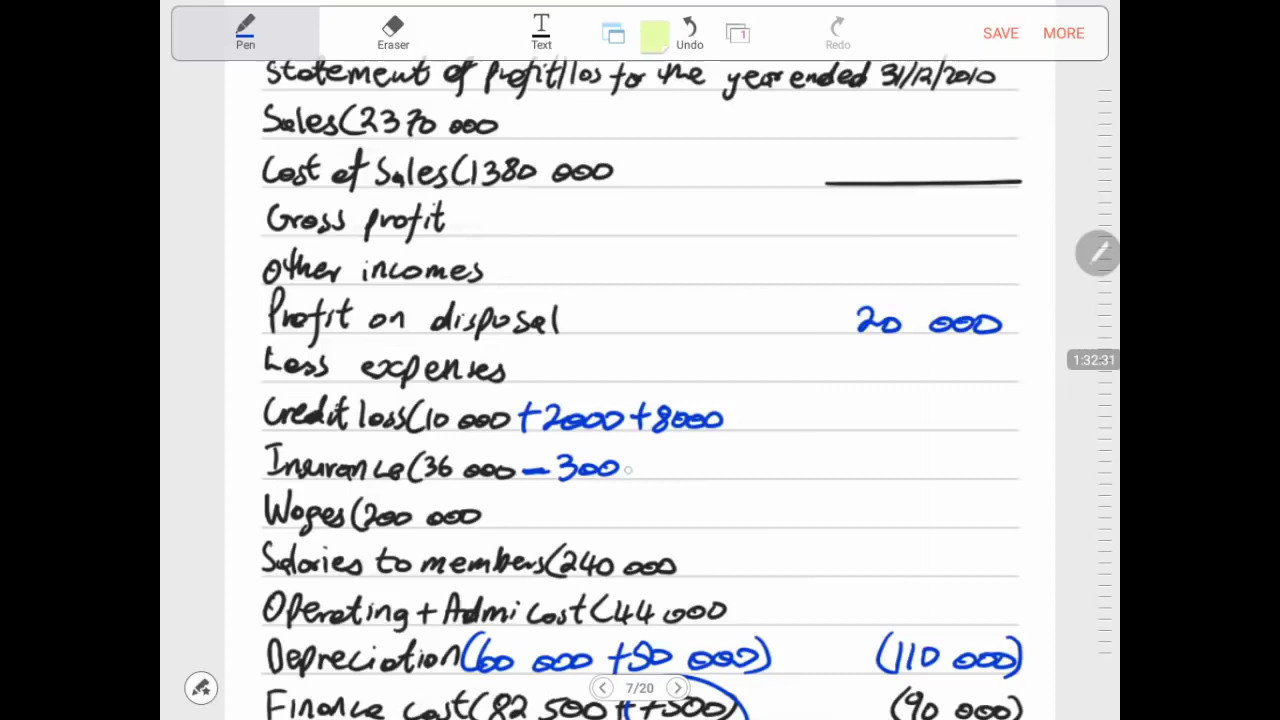 Pen
Eraser
Text
Undo
1
Redo
SAVE
MORE
Statement of profit/los for the year ended 31/12/2010
Sales(2370 000
Cost of Sales(1380 000
Gross profit
Other incomes
Profit on disposal 20 000
Less expenses
Credit loss(10 000 +2000 +8000
Insurance(36 000 - 300
1:32:31
Wages(200 000
Salaries to members(240 000
Operating + Admi cost(44 000
Depreciation(60 000 +50 000) (110 000)
7/20
Finance cost(82 500 + +500) (90 000)